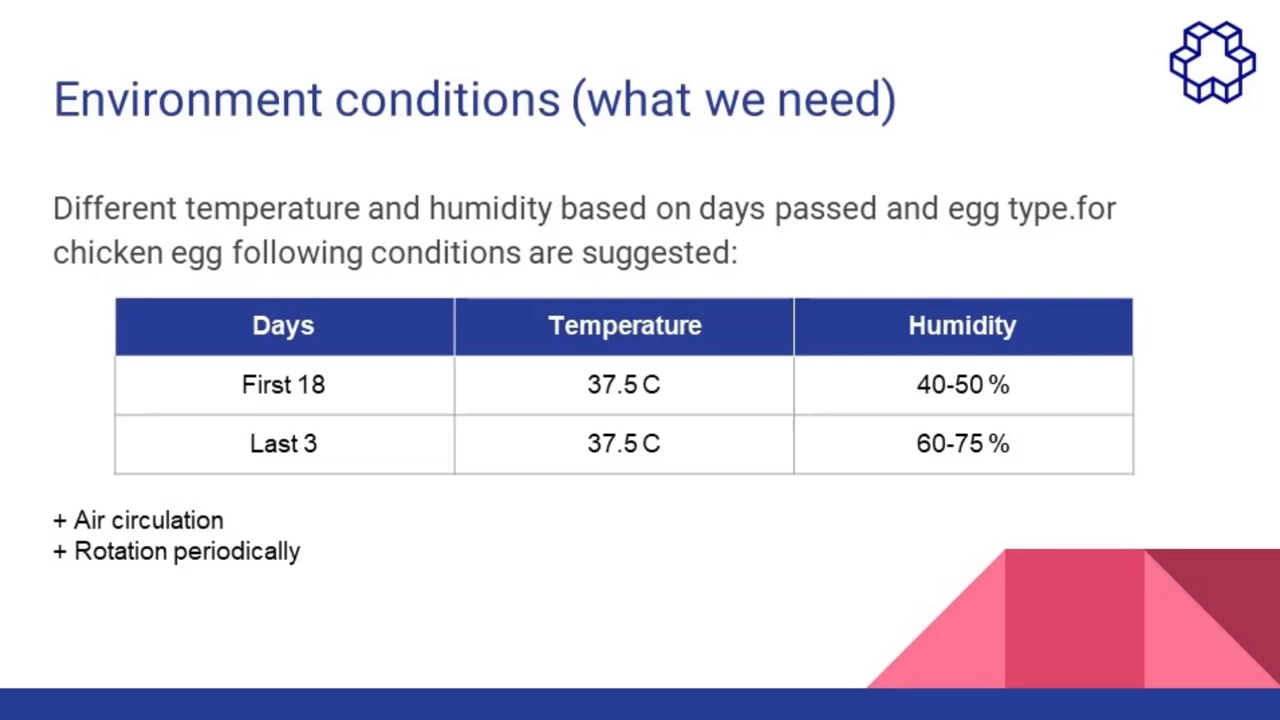 Environment conditions (what we need)
Different temperature and humidity based on days passed and egg type.for
chicken egg following conditions are suggested:
Days Temperature Humidity
First 18 37.5 C 40-50 %
Last 3 37.5 C 60-75 %
+ Air circulation
+ Rotation periodically